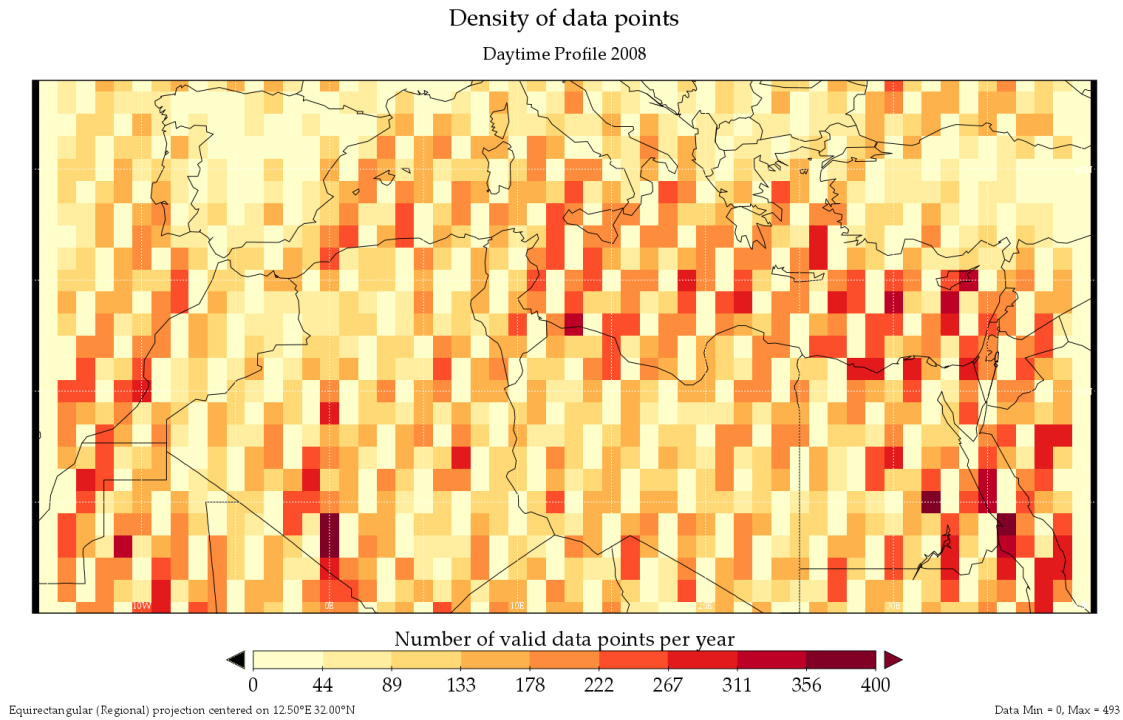 Density of data points
Daytime Profile 2008
10W 0E 10E 20E 30E
Number of valid data points per year
0 44 89 133 178 222 267 311 356 400
Equirectangular (Regional) projection centered on 12.50°E 32.00°N
Data Min = 0, Max = 493